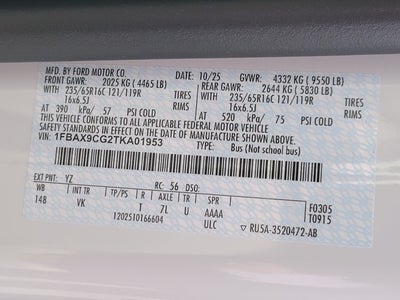 MFD. BY FORD MOTOR CO. 10/25 GVWR: 4332 KG (9550 LB)
FRONT GAWR: 2025 KG (4465 LB) REAR GAWR: 2644 KG (5830 LB)
235/65R16C 121/119R TIRES 235/65R16C 121/119R TIRES
16x6.5J RIMS 16x6.5J RIMS
AT 390 kPa/ 57 PSI COLD AT 520 kPa/ 75 PSI COLD
THIS VEHICLE CONFORMS TO ALL APPLICABLE FEDERAL MOTOR VEHICLE
SAFETY STANDARDS IN EFFECT ON THE DATE OF MANUFACTURE SHOWN ABOVE.
VIN: 1FBAX9CG2TKA01953 TYPE: Bus (Not school Bus)
EXT PNT: YZ RC: 56 DSO:
WB INT TR TP/PS R AXLE TR U F0305
148 VK T 7L U AAAA T0915
ULC
1202510166604 ▽ RU5A-3520472-AB